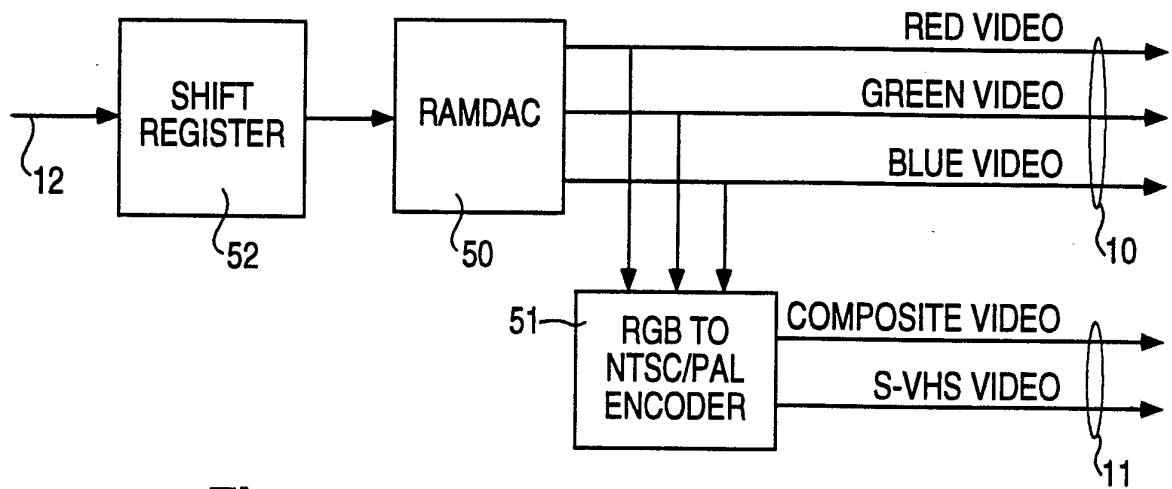 RED VIDEO
SHIFT
REGISTER
RAMDAC
GREEN VIDEO
BLUE VIDEO
12
52
50
10
51
RGB TO
NTSC/PAL
ENCODER
COMPOSITE VIDEO
S-VHS VIDEO
11